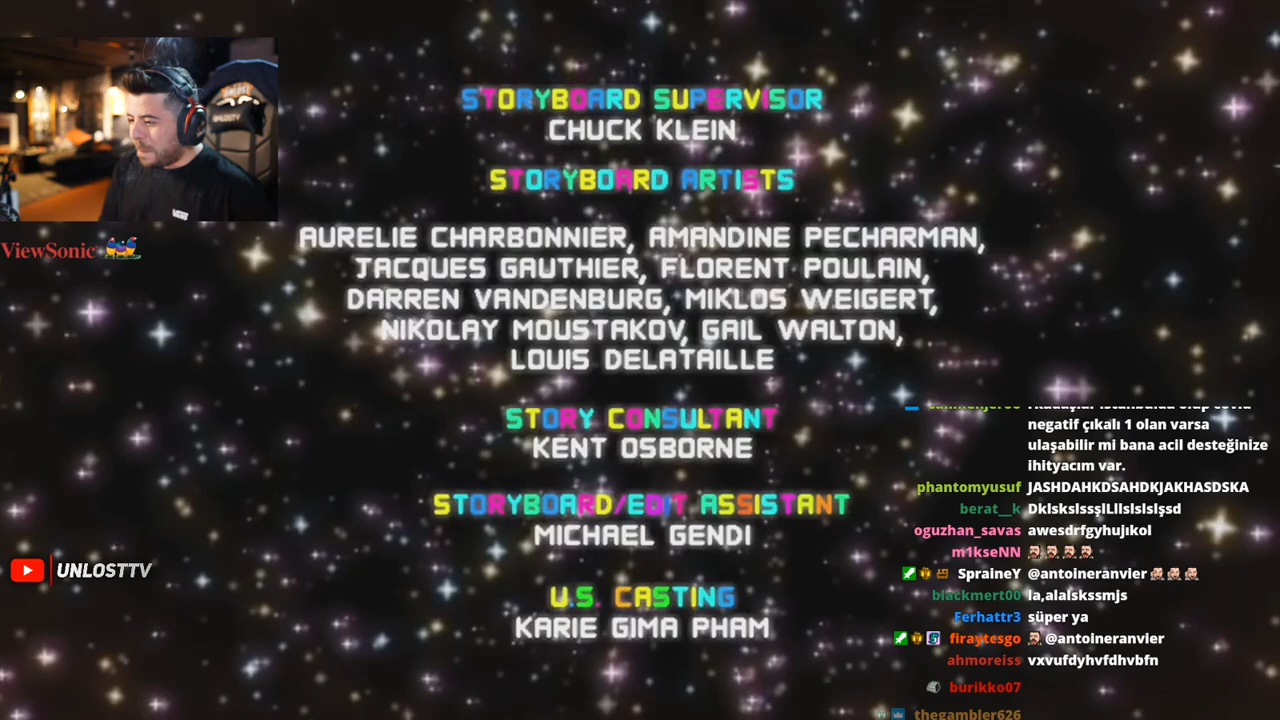 STORYBOARD SUPERVISOR
CHUCK KLEIN
STORYBOARD ARTISTS
AURELIE CHARBONNIER, AMANDINE PECHARMAN,
JACQUES GAUTHIER, FLORENT POULAIN,
DARREN VANDENBURG, MIKLOS WEIGERT,
NIKOLAY MOUSTAKOV, GAIL WALTON,
LOUIS DELATAILLE
STORY CONSULTANT
KENT OSBORNE
STORYBOARD/EDIT ASSISTANT
MICHAEL GENDI
U.S. CASTING
KARIE GIMA PHAM
ViewSonic
UNLOSTTV
negatif çıkalı 1 olan varsa
ulaşabilir mi bana acil desteğinize
ihityacım var.
phantomyusuf JASHDAHKDSAHDKJAKHASDSKA
berat__k DklskslssşlLllslslslşsd
oguzhan_savas awesdrfgyhujıkol
m1kseNN
SpraineY @antoineranvier
blackmert00 la,alalskssmjs
Ferhattr3 süper ya
firaytesgo @antoineranvier
ahmoreiss vxvufdyhvfdhvbfn
burikko07
thegambler626